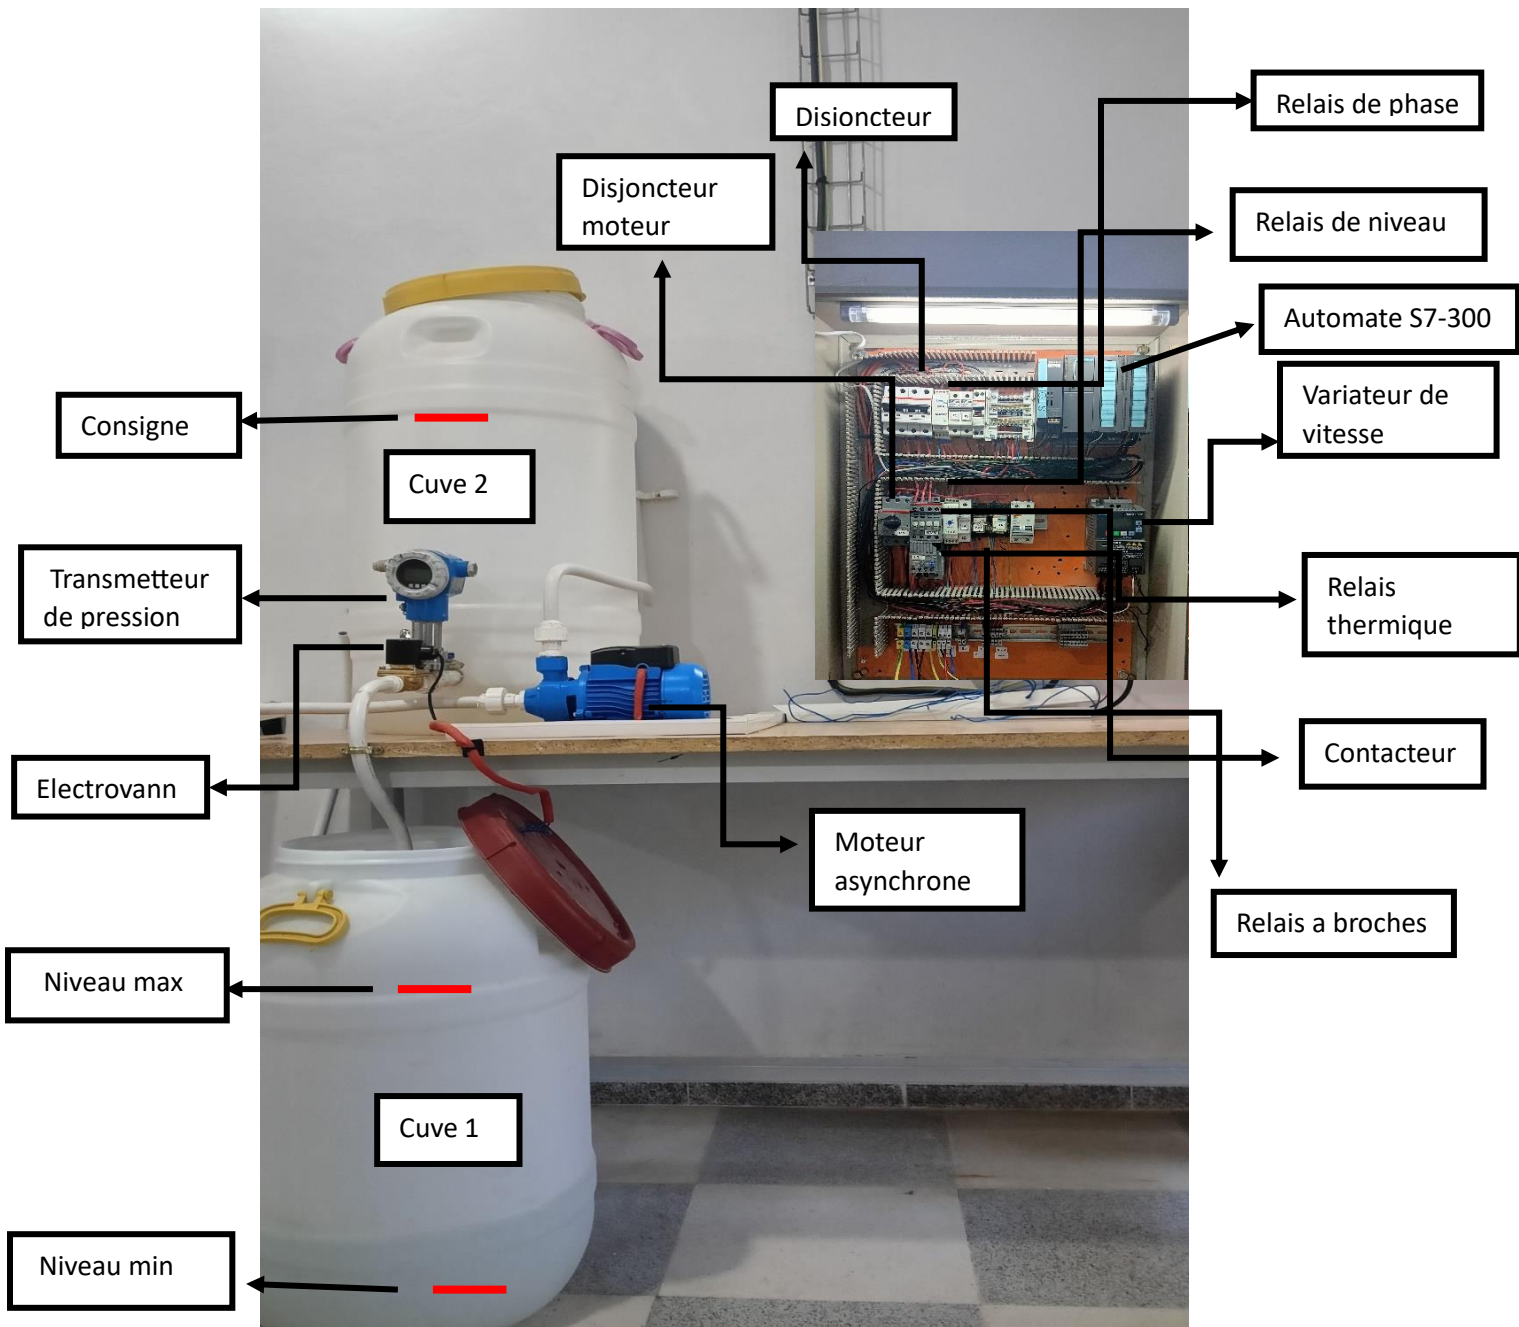 Disioncteur
Relais de phase
Disjoncteur
moteur
Relais de niveau
Automate S7-300
Variateur de
vitesse
Consigne
Cuve 2
Transmetteur
de pression
Relais
thermique
Electrovann
Contacteur
Moteur
asynchrone
Relais a broches
Niveau max
Cuve 1
Niveau min